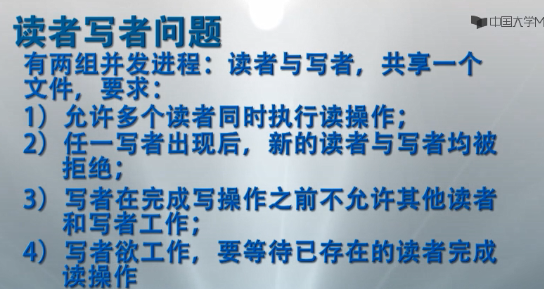 中国大学M
读者写者问题
有两组并发进程：读者与写者，共享一个
文件，要求：
1）允许多个读者同时执行读操作；
2）任一写者出现后，新的读者与写者均被
拒绝；
3）写者在完成写操作之前不允许其他读者
和写者工作；
4）写者欲工作，要等待已存在的读者完成
读操作